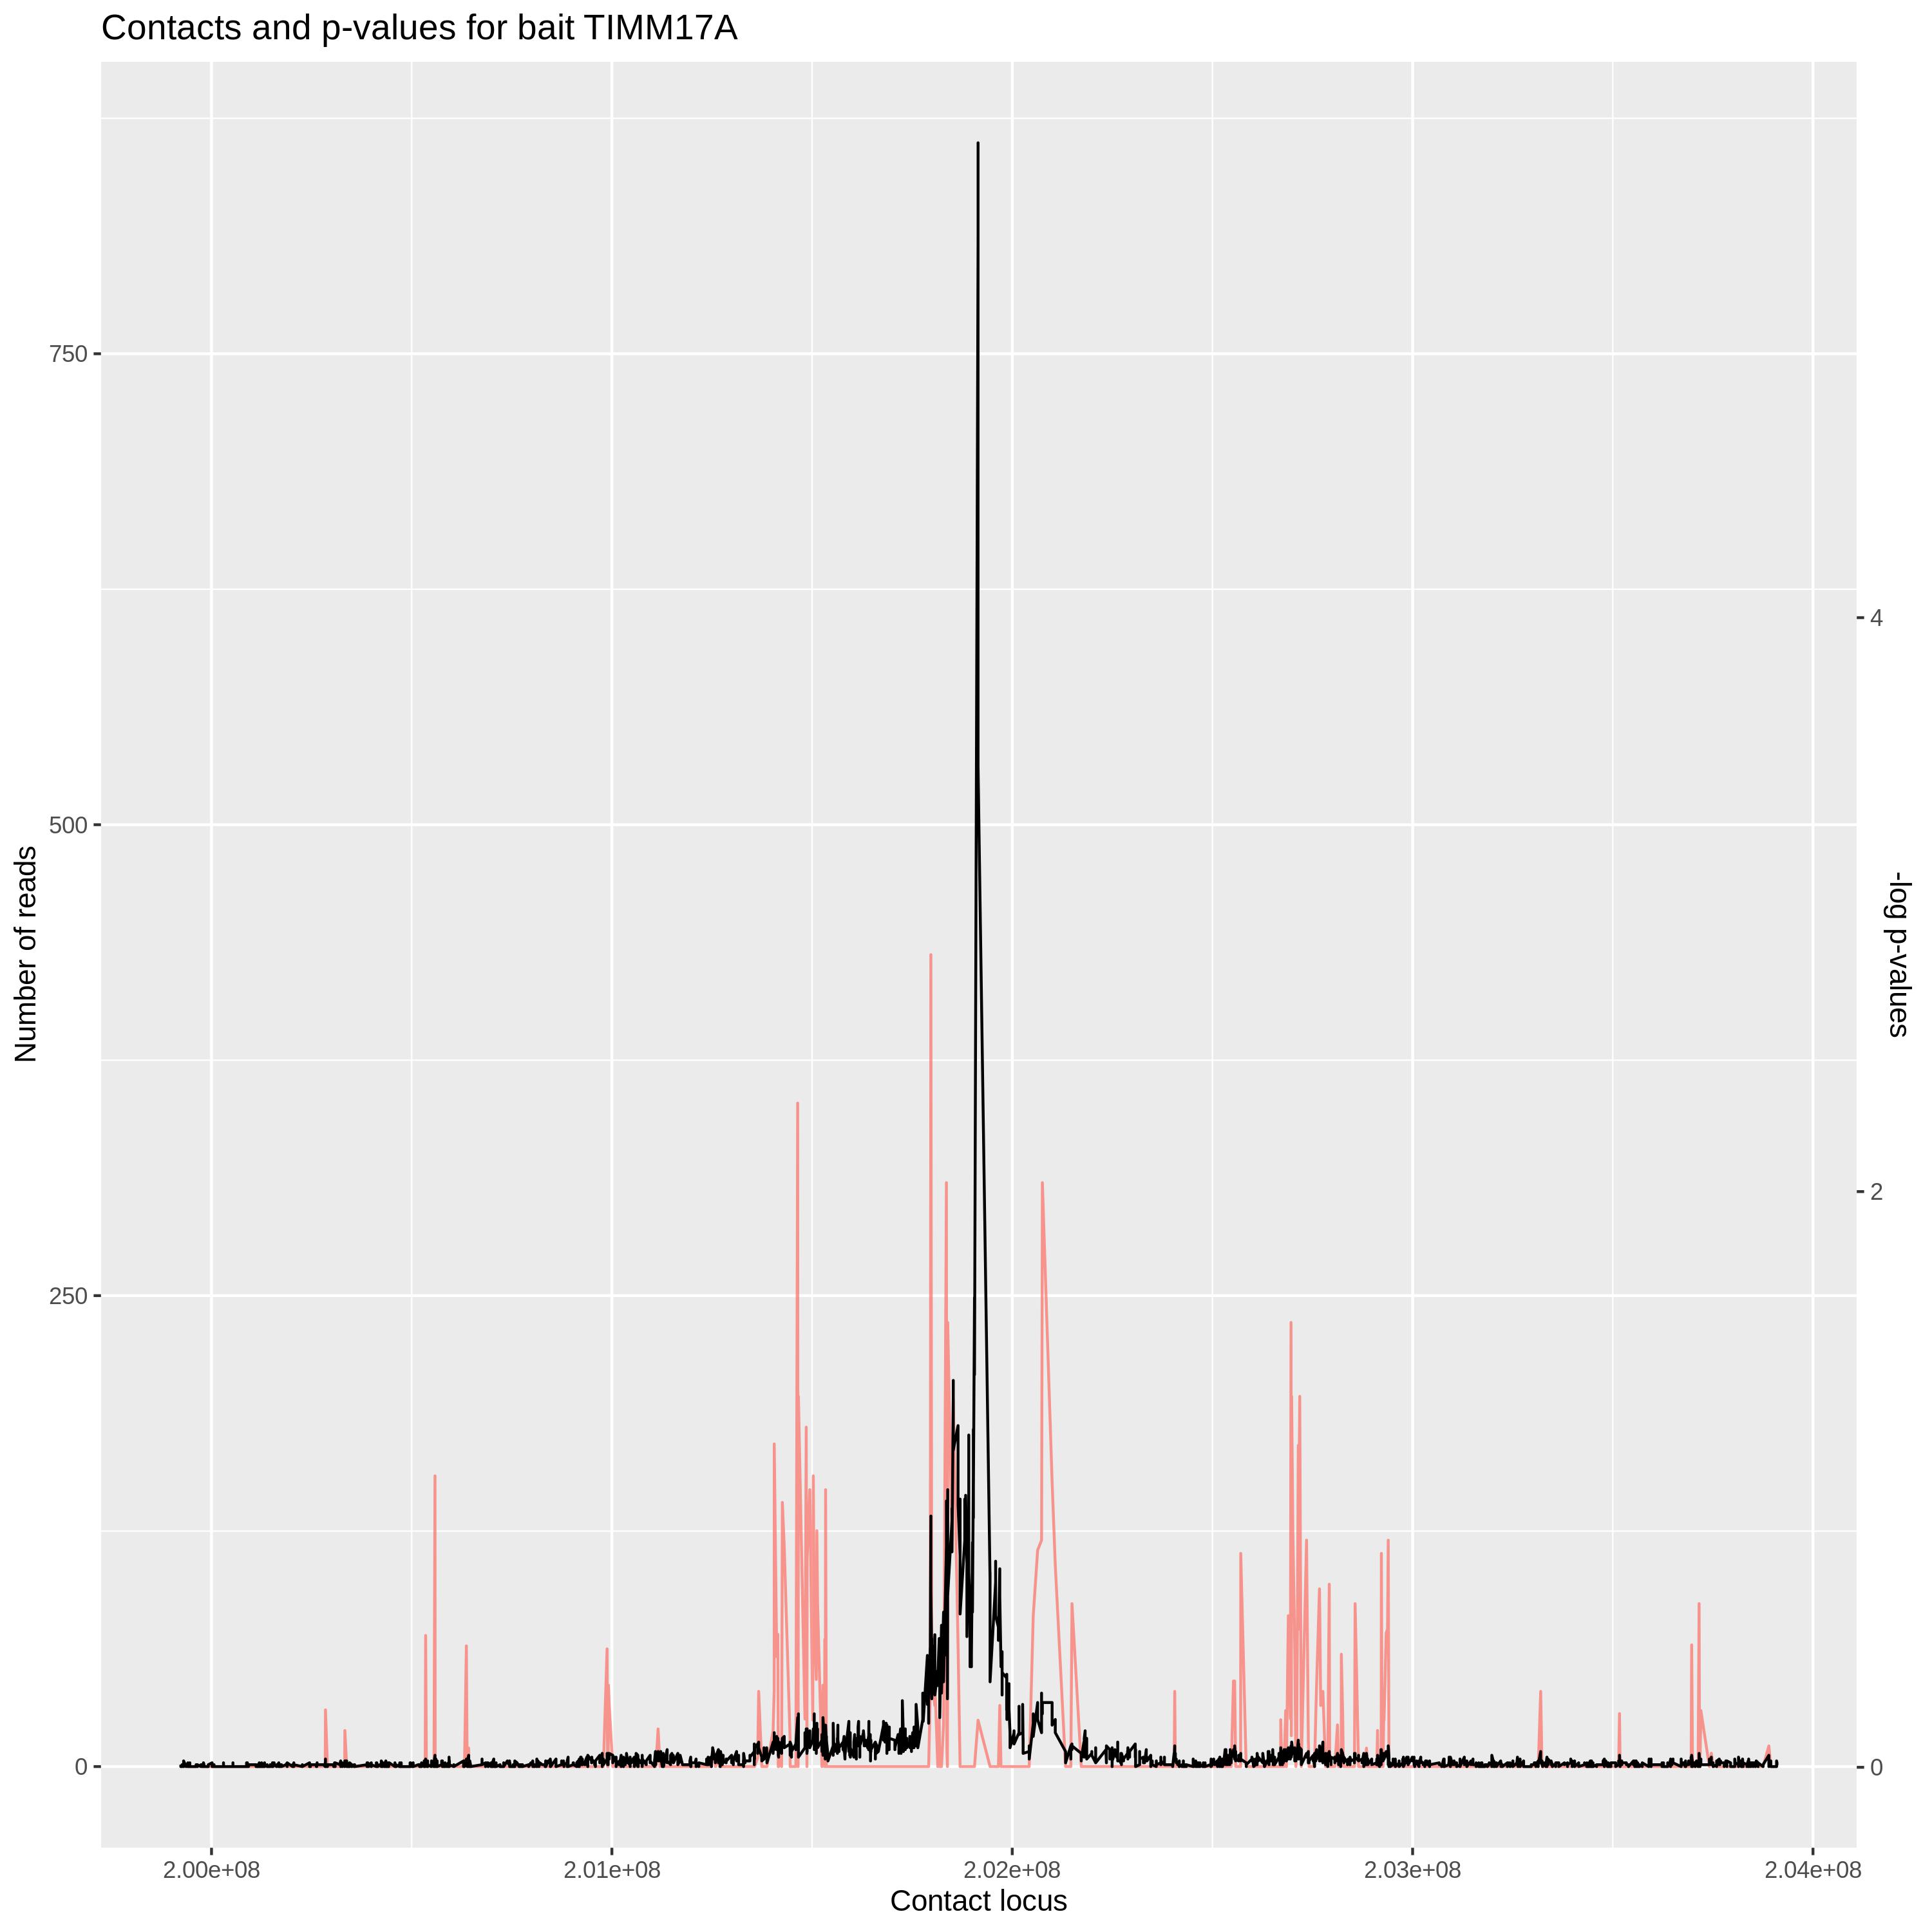 Contacts and p-values for bait TIMM17A
750
500
250
0
Number of reads
4
2
0
-log p-values
2.00e+08 2.01e+08 2.02e+08 2.03e+08 2.04e+08
Contact locus